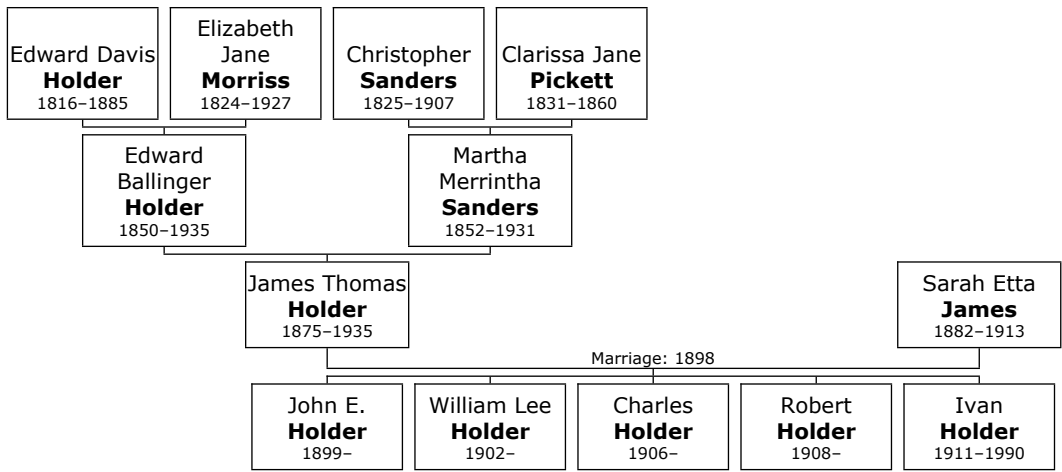 Edward Davis
Holder
1816–1885
Elizabeth
Jane
Morriss
1824–1927
Christopher
Sanders
1825–1907
Clarissa Jane
Pickett
1831–1860
Edward
Ballinger
Holder
1850–1935
Martha
Merrintha
Sanders
1852–1931
James Thomas
Holder
1875–1935
Sarah Etta
James
1882–1913
Marriage: 1898
John E.
Holder
1899–
William Lee
Holder
1902–
Charles
Holder
1906–
Robert
Holder
1908–
Ivan
Holder
1911–1990